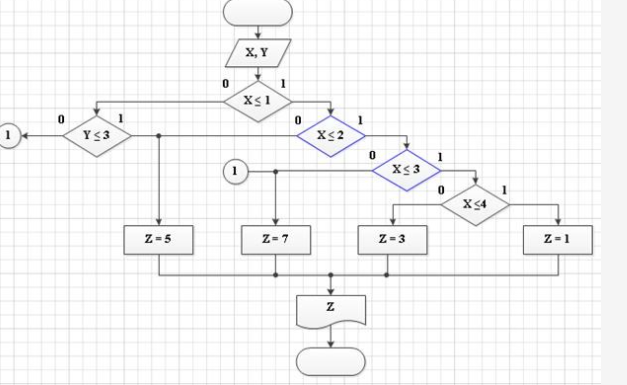 X, Y
0 1
X ≤ 1
0 1
0 1
1
Y ≤ 3
X ≤ 2
0 1
1
X ≤ 3
0 1
X ≤4
Z = 5
Z = 7
Z = 3
Z = 1
Z